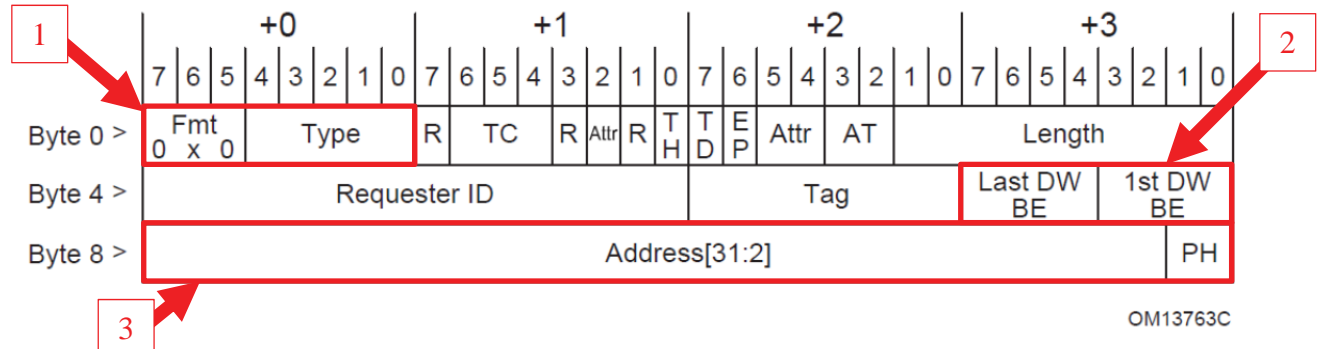 1
2
+0 +1 +2 +3
7 6 5 4 3 2 1 0 7 6 5 4 3 2 1 0 7 6 5 4 3 2 1 0 7 6 5 4 3 2 1 0
Byte 0 > Fmt 0 x 0 Type R TC R Attr R TH TD EP Attr AT Length
Byte 4 > Requester ID Tag Last DW BE 1st DW BE
Byte 8 > Address[31:2] PH
3
OM13763C